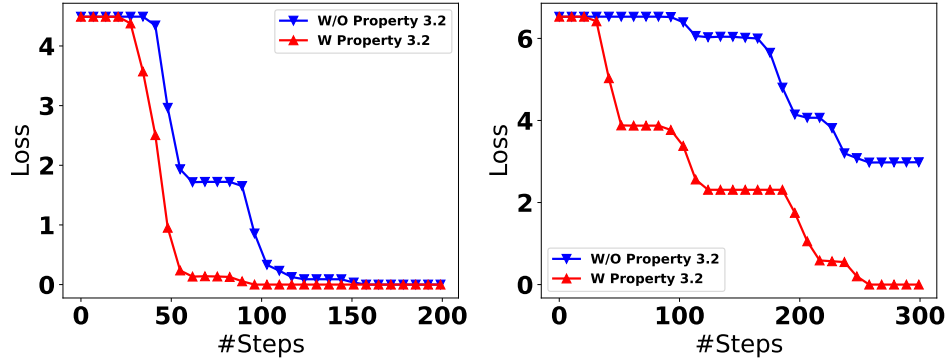 4
3
2
1
0
Loss
0 50 100 150 200
#Steps
W/O Property 3.2
W Property 3.2
6
4
2
0
Loss
0 100 200 300
#Steps
W/O Property 3.2
W Property 3.2